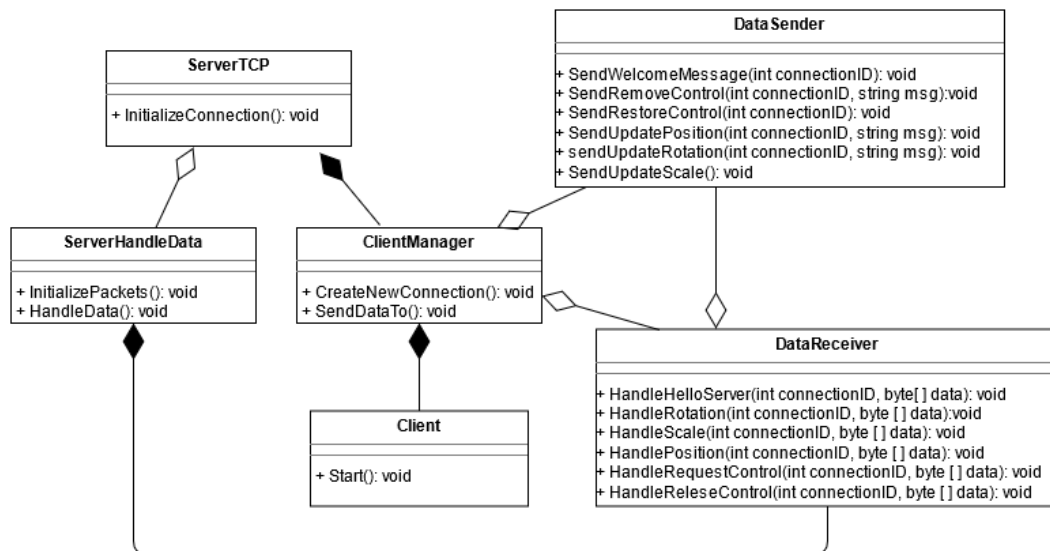 DataSender
+ SendWelcomeMessage(int connectionID): void
+ SendRemoveControl(int connectionID, string msg):void
+ SendRestoreControl(int connectionID): void
+ SendUpdatePosition(int connectionID, string msg): void
+ sendUpdateRotation(int connectionID, string msg): void
+ SendUpdateScale(): void
ServerTCP
+ InitializeConnection(): void
ServerHandleData
+ InitializePackets(): void
+ HandleData(): void
ClientManager
+ CreateNewConnection(): void
+ SendDataTo(): void
DataReceiver
+ HandleHelloServer(int connectionID, byte[ ] data): void
+ HandleRotation(int connectionID, byte [ ] data):void
+ HandleScale(int connectionID, byte [ ] data): void
+ HandlePosition(int connectionID, byte [ ] data): void
+ HandleRequestControl(int connectionID, byte [ ] data): void
+ HandleReleseControl(int connectionID, byte [ ] data): void
Client
+ Start(): void